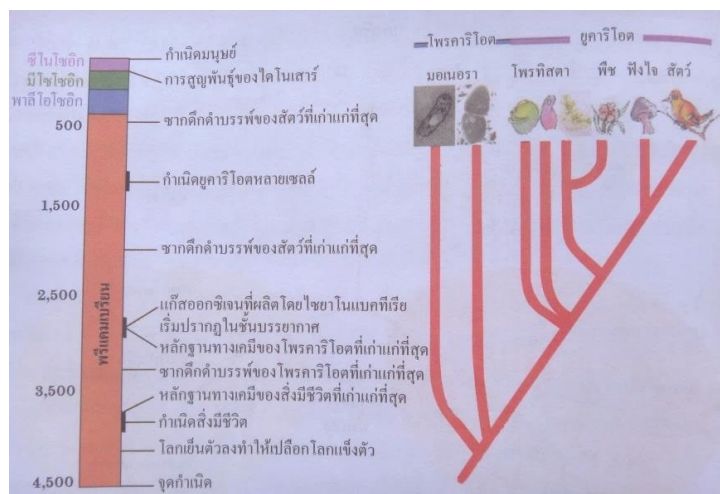 ซีโนโซอิก
มีโซโซอิก
พาลีโอโซอิก
500
1,500
2,500
3,500
4,500
พรีแคมเบรียน
กำเนิดมนุษย์
การสูญพันธุ์ของไดโนเสาร์
ซากดึกดำบรรพ์ของสัตว์ที่เก่าแก่ที่สุด
กำเนิดยูคาริโอตหลายเซลล์
ซากดึกดำบรรพ์ของสัตว์ที่เก่าแก่ที่สุด
แก๊สออกซิเจนที่ผลิตโดยไซยาโนแบคทีเรีย
เริ่มปรากฏในชั้นบรรยากาศ
หลักฐานทางเคมีของโพรคาริโอตที่เก่าแก่ที่สุด
ซากดึกดำบรรพ์ของโพรคาริโอตที่เก่าแก่ที่สุด
หลักฐานทางเคมีของสิ่งมีชีวิตที่เก่าแก่ที่สุด
กำเนิดสิ่งมีชีวิต
โลกเย็นตัวลงทำให้เปลือกโลกแข็งตัว
จุดกำเนิด
โพรคาริโอต ยูคาริโอต
มอเนอรา โพรทิสตา พืช ฟังไจ สัตว์